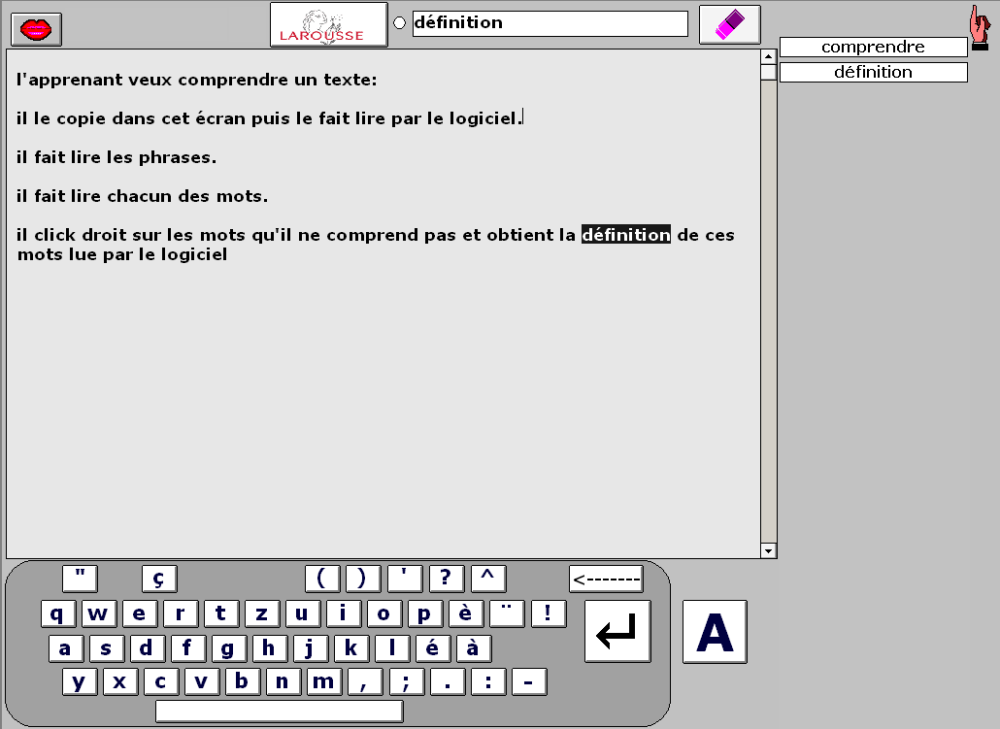 LAROUSSE
définition
comprendre
définition
l'apprenant veux comprendre un texte:
il le copie dans cet écran puis le fait lire par le logiciel.
il fait lire les phrases.
il fait lire chacun des mots.
il click droit sur les mots qu'il ne comprend pas et obtient la définition de ces
mots lue par le logiciel
" ç ( ) ' ? ^ <-------
q w e r t z u i o p è ¨ !
a s d f g h j k l é à
A
y x c v b n m , ; . : -